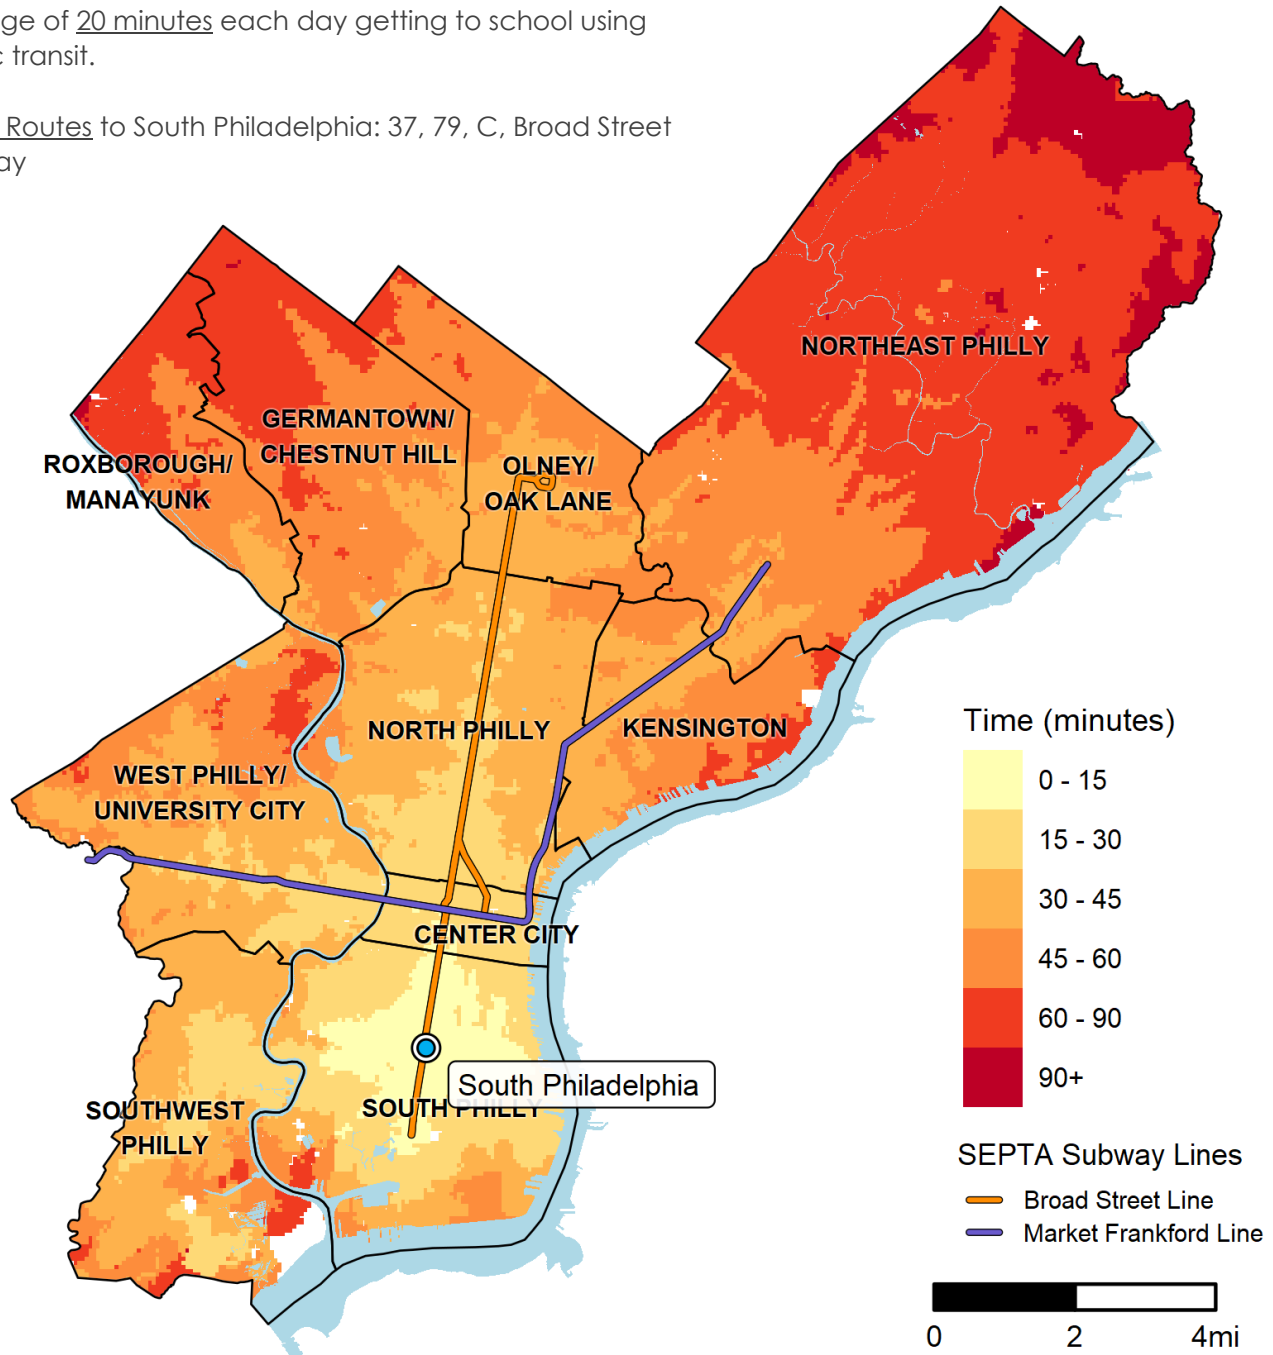 ge of 20 minutes each day getting to school using
c transit.
Routes to South Philadelphia: 37, 79, C, Broad Street
ay
NORTHEAST PHILLY
GERMANTOWN/
CHESTNUT HILL
ROXBOROUGH/
MANAYUNK
OLNEY/
OAK LANE
NORTH PHILLY
KENSINGTON
WEST PHILLY/
UNIVERSITY CITY
CENTER CITY
South Philadelphia
SOUTH PHILLY
SOUTHWEST
PHILLY
Time (minutes)
0 - 15
15 - 30
30 - 45
45 - 60
60 - 90
90+
SEPTA Subway Lines
Broad Street Line
Market Frankford Line
0 2 4mi